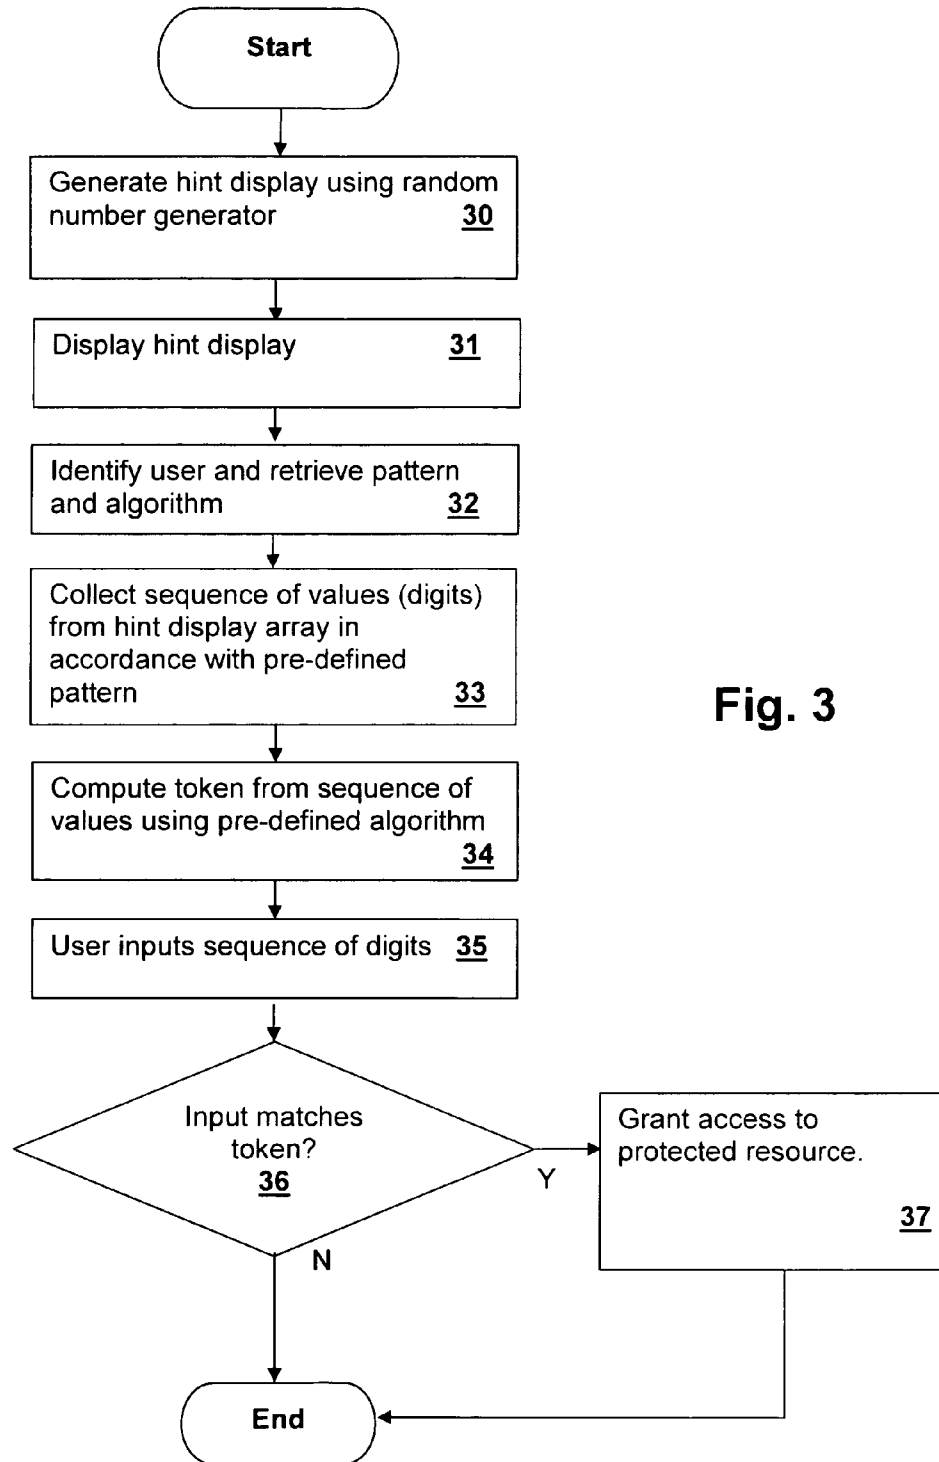 Start
Generate hint display using random
number generator 30
Display hint display 31
Identify user and retrieve pattern
and algorithm 32
Collect sequence of values (digits)
from hint display array in
accordance with pre-defined
pattern 33
Fig. 3
Compute token from sequence of
values using pre-defined algorithm
34
User inputs sequence of digits 35
Input matches
token?
36
Y
N
Grant access to
protected resource.
37
End